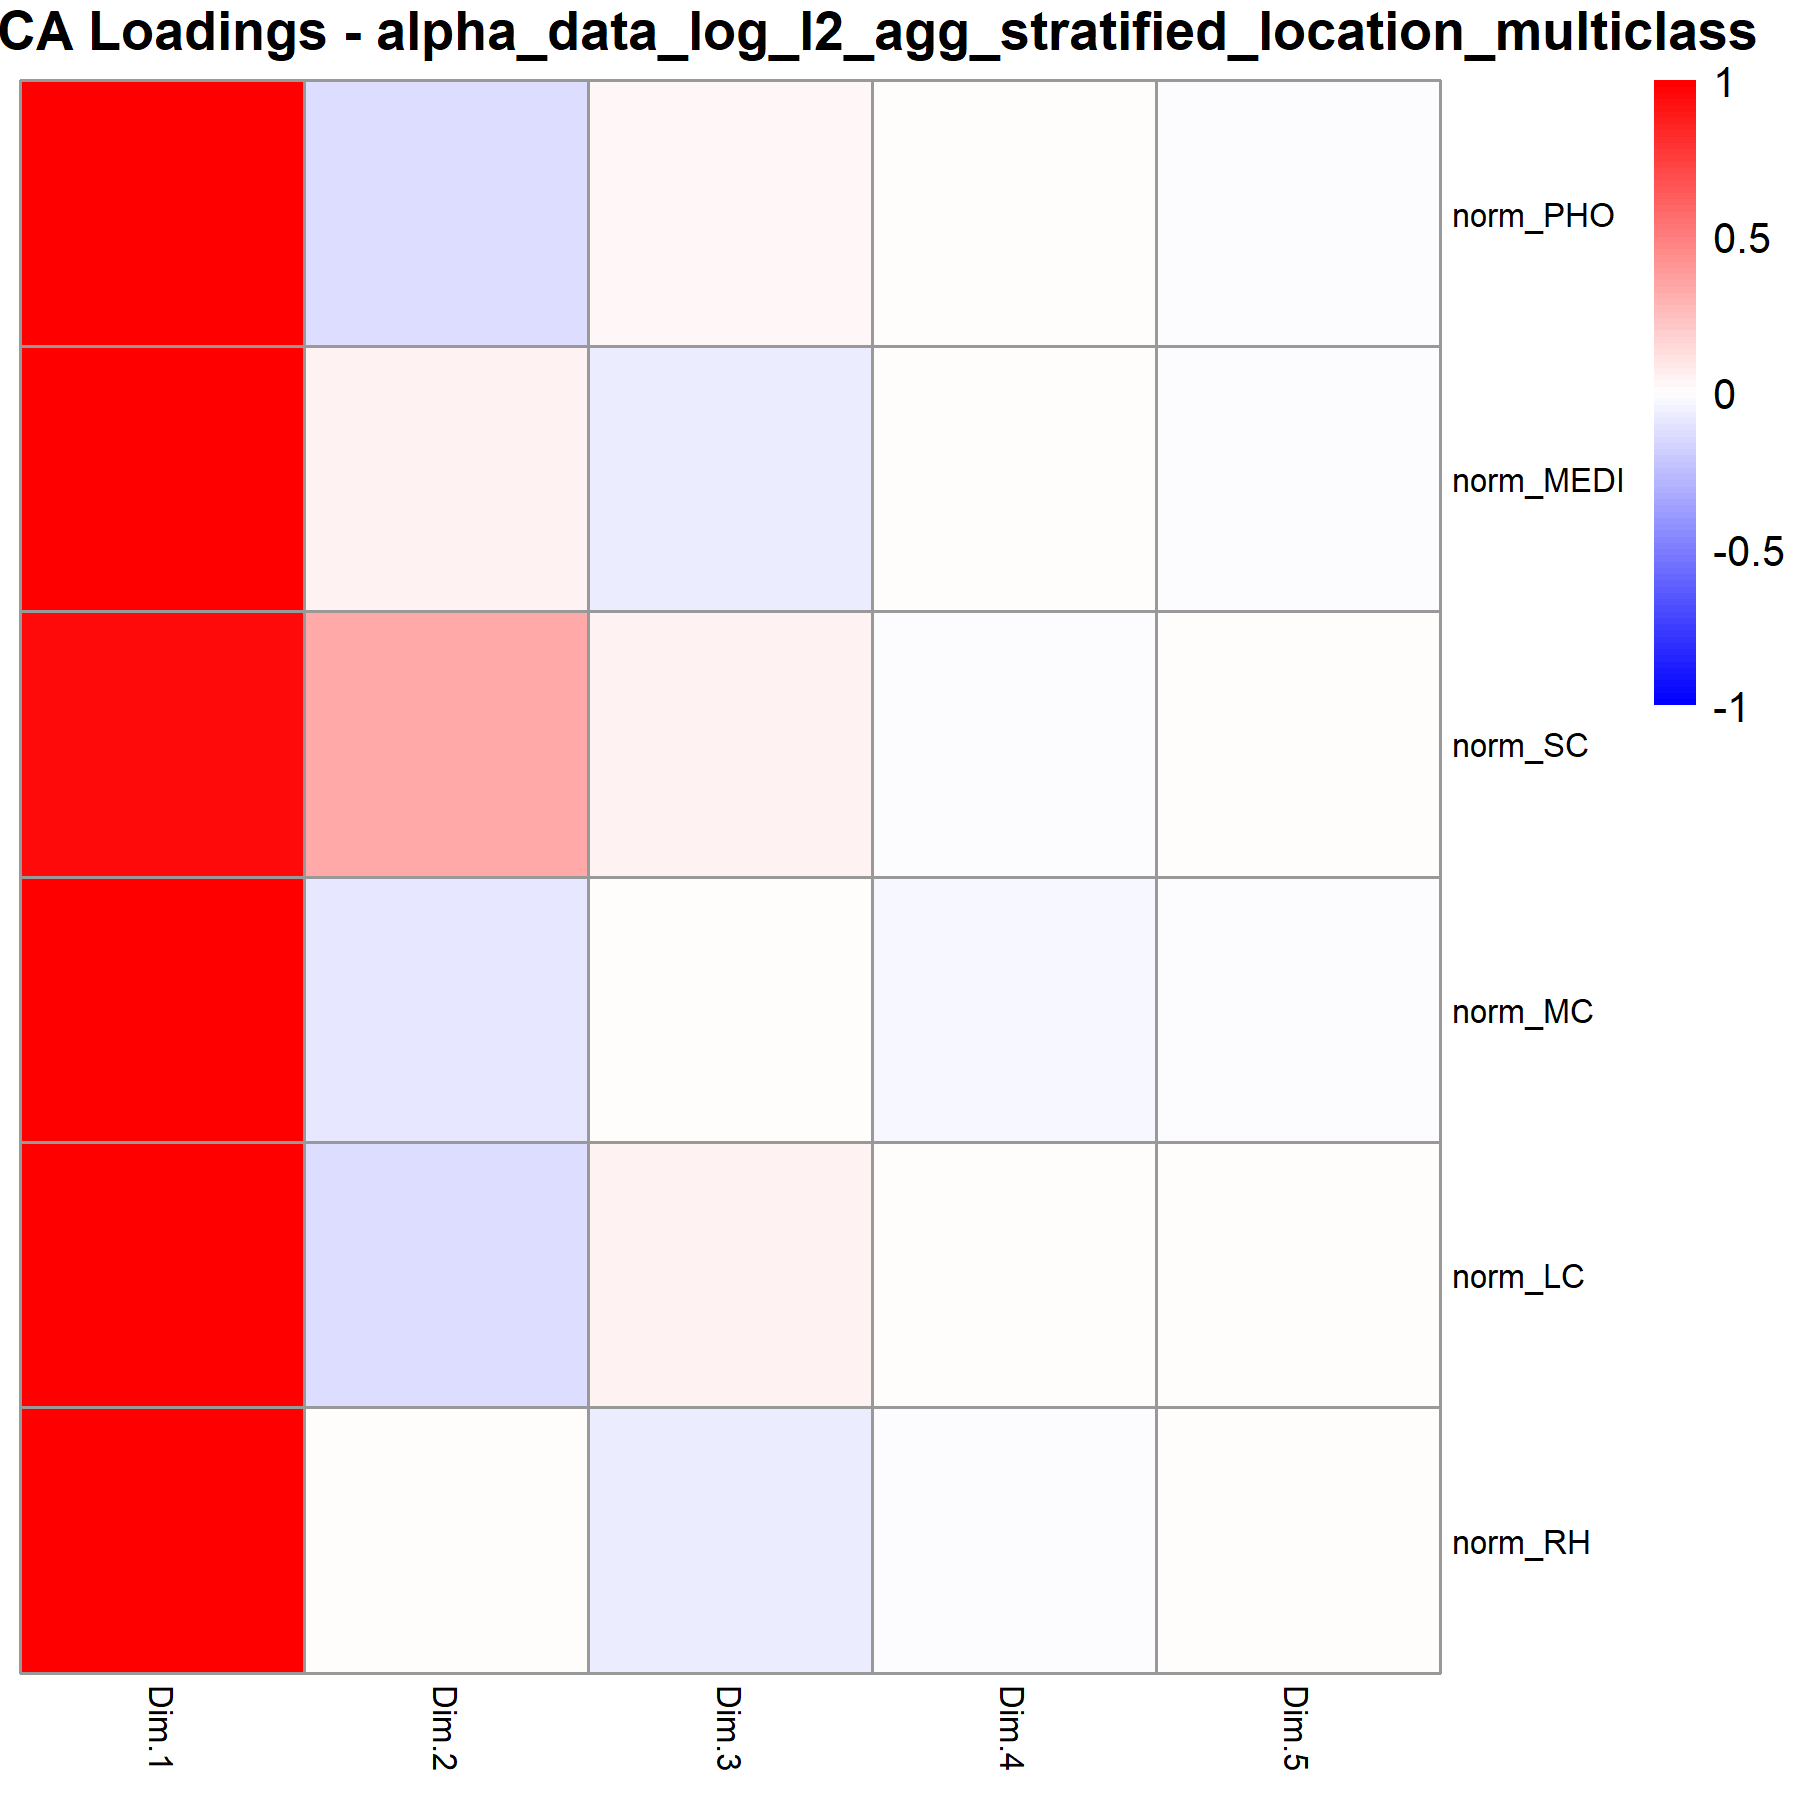 CA Loadings - alpha_data_log_l2_agg_stratified_location_multiclass
1
0.5
0
-0.5
-1
norm_PHO
norm_MEDI
norm_SC
norm_MC
norm_LC
norm_RH
Dim.1
Dim.2
Dim.3
Dim.4
Dim.5